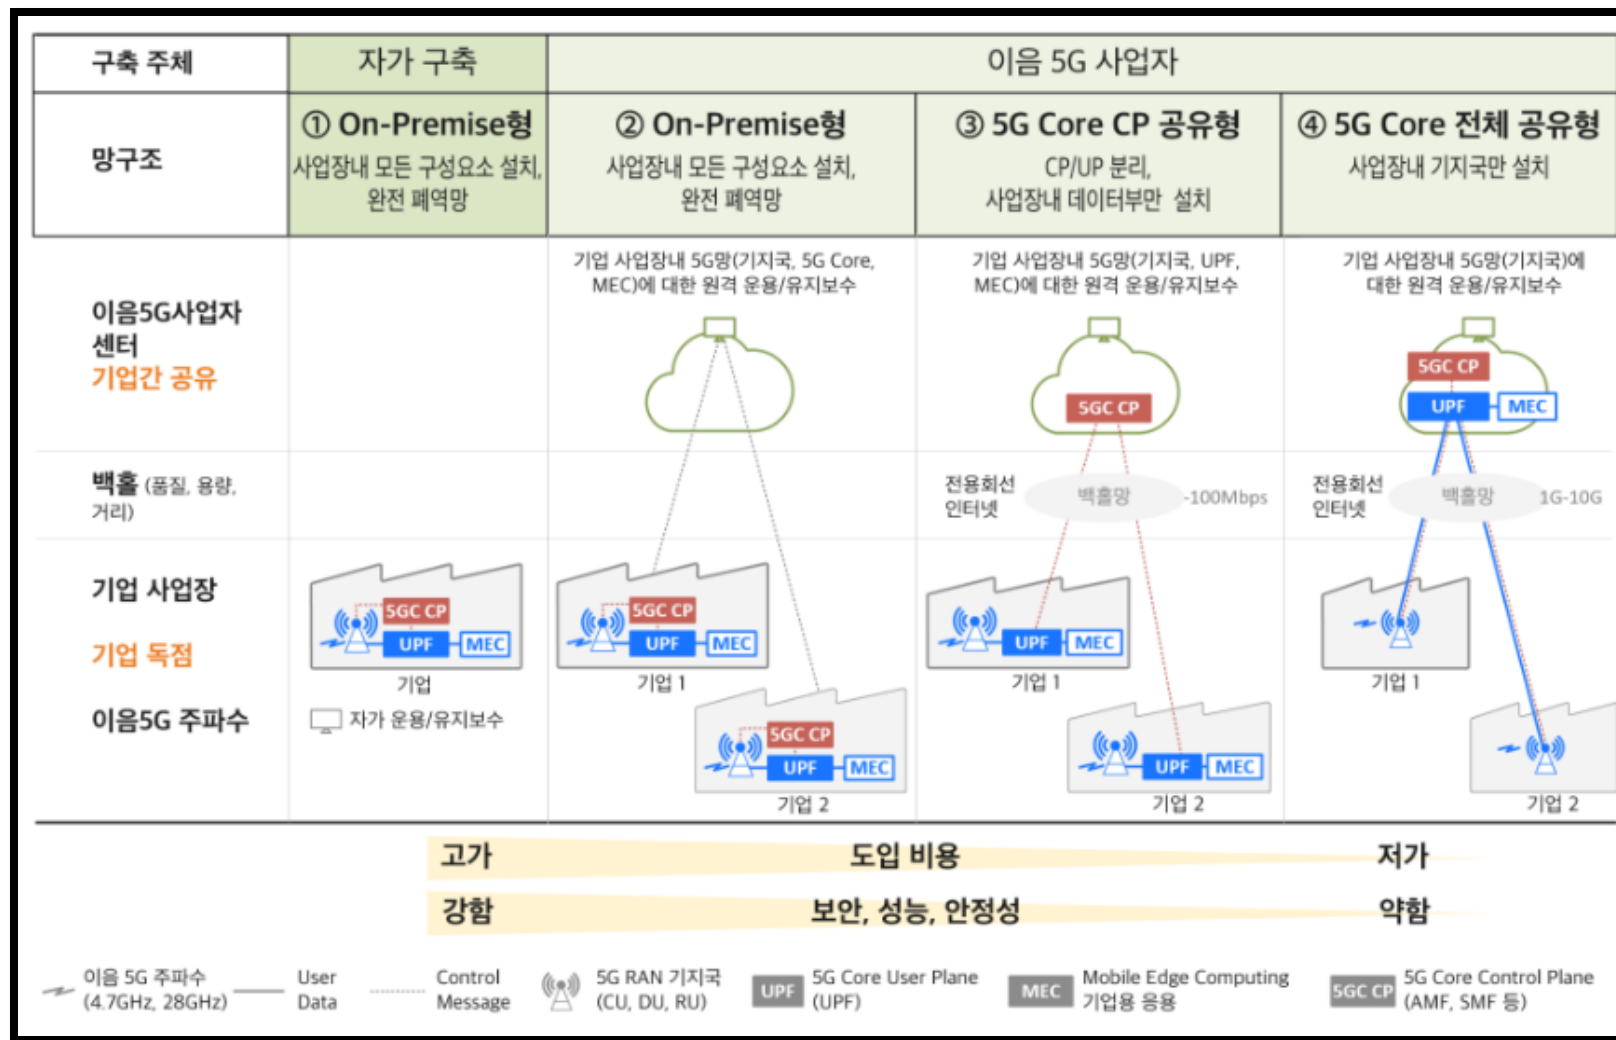 구축 주체
자가 구축
이음 5G 사업자
망구조
① On-Premise형
사업장내 모든 구성요소 설치,
완전 폐역망
② On-Premise형
사업장내 모든 구성요소 설치,
완전 폐역망
③ 5G Core CP 공유형
CP/UP 분리,
사업장내 데이터부만 설치
④ 5G Core 전체 공유형
사업장내 기지국만 설치
이음5G사업자
센터
기업간 공유
기업 사업장내 5G망(기지국, 5G Core,
MEC)에 대한 원격 운용/유지보수
기업 사업장내 5G망(기지국, UPF,
MEC)에 대한 원격 운용/유지보수
5GC CP
기업 사업장내 5G망(기지국)에
대한 원격 운용/유지보수
5GC CP
UPF
MEC
백홀 (품질, 용량,
거리)
전용회선
인터넷
백홀망
-100Mbps
전용회선
인터넷
백홀망
1G-10G
기업 사업장
기업 독점
이음5G 주파수
5GC CP
UPF
MEC
기업
자가 운용/유지보수
5GC CP
UPF
MEC
기업 1
5GC CP
UPF
MEC
기업 2
UPF
MEC
기업 1
UPF
MEC
기업 2
기업 1
기업 2
고가
도입 비용
저가
강함
보안, 성능, 안정성
약함
이음 5G 주파수
(4.7GHz, 28GHz)
User
Data
Control
Message
5G RAN 기지국
(CU, DU, RU)
UPF
5G Core User Plane
(UPF)
MEC
Mobile Edge Computing
기업용 응용
5GC CP
5G Core Control Plane
(AMF, SMF 등)